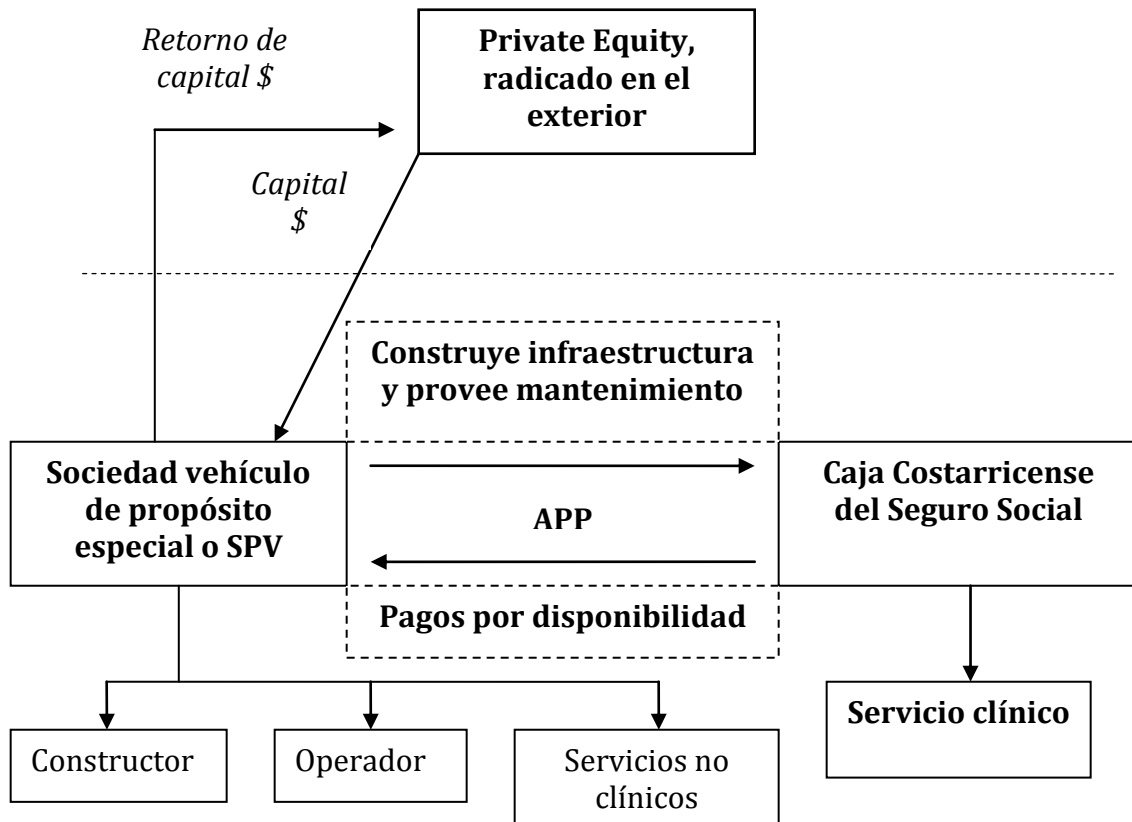 Retorno de
capital $
Private Equity,
radicado en el
exterior
Capital
$
Construye infraestructura
y provee mantenimiento
Sociedad vehículo
de propósito
especial o SPV
APP
Caja Costarricense
del Seguro Social
Pagos por disponibilidad
Constructor
Operador
Servicios no
clínicos
Servicio clínico